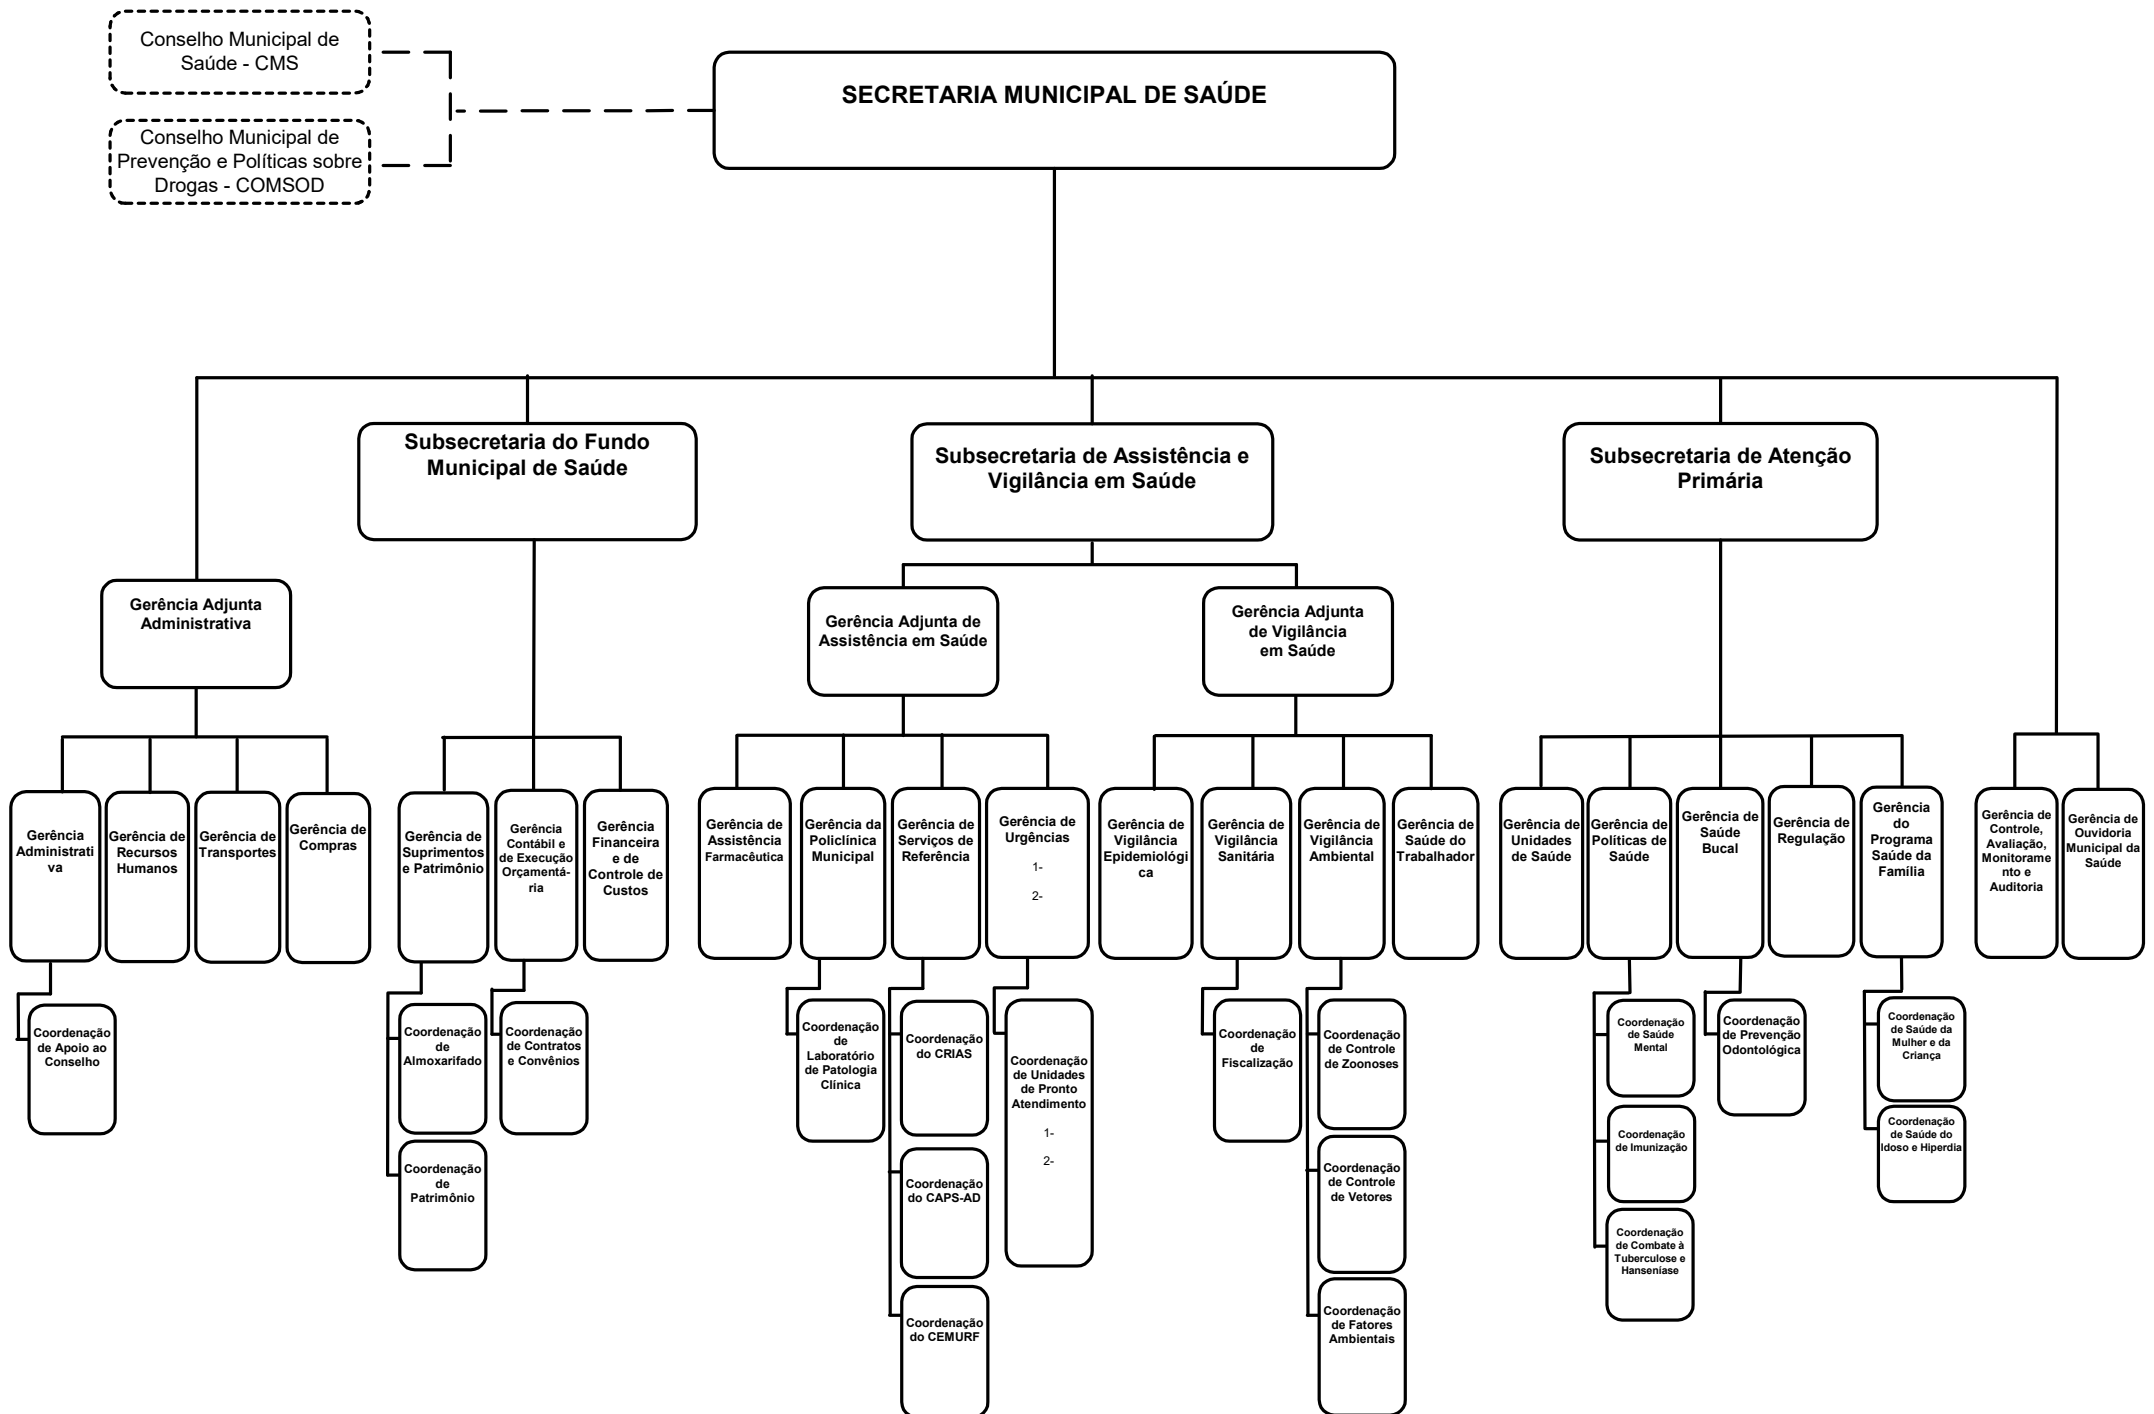 Conselho Municipal de
Saúde - CMS
SECRETARIA MUNICIPAL DE SAÚDE
Conselho Municipal de
Prevenção e Políticas sobre
Drogas - COMSOD
Subsecretaria do Fundo
Municipal de Saúde
Subsecretaria de Assistência e
Vigilância em Saúde
Subsecretaria de Atenção
Primária
Gerência Adjunta
Administrativa
Gerência Adjunta de
Assistência em Saúde
Gerência Adjunta
de Vigilância
em Saúde
Gerência
Administrati
va
Gerência de
Recursos
Humanos
Gerência de
Transportes
Gerência de
Compras
Gerência de
Suprimentos
e Patrimônio
Gerência
Contábil e
de Execução
Orçamentá-
ria
Gerência
Financeira
e de
Controle de
Custos
Gerência de
Assistência
Farmacêutica
Gerência da
Policlínica
Municipal
Gerência de
Serviços de
Referência
Gerência de
Urgências
1-
2-
Gerência de
Vigilância
Epidemiológi
ca
Gerência de
Vigilância
Sanitária
Gerência de
Vigilância
Ambiental
Gerência de
Saúde do
Trabalhador
Gerência de
Unidades
de Saúde
Gerência de
Políticas de
Saúde
Gerência de
Saúde
Bucal
Gerência de
Regulação
Gerência
do
Programa
Saúde da
Família
Gerência de
Controle,
Avaliação,
Monitorame
nto e
Auditoria
Gerência de
Ouvidoria
Municipal da
Saúde
Coordenação
de Apoio ao
Conselho
Coordenação
de
Almoxarifado
Coordenação
de Contratos
e Convênios
Coordenação
de
Laboratório
de Patologia
Clínica
Coordenação
do CRIAS
Coordenação
de Unidades
de Pronto
Atendimento
1-
2-
Coordenação
de
Fiscalização
Coordenação
de Controle
de Zoonoses
Coordenação
de Saúde
Mental
Coordenação
de Prevenção
Odontológica
Coordenação
de Saúde da
Mulher e da
Criança
Coordenação
de
Patrimônio
Coordenação
do CAPS-AD
Coordenação
de Controle
de Vetores
Coordenação
de Imunização
Coordenação
de Saúde do
Idoso e Hiperdia
Coordenação
de Combate à
Tuberculose e
Hanseníase
Coordenação
do CEMURF
Coordenação
de Fatores
Ambientais